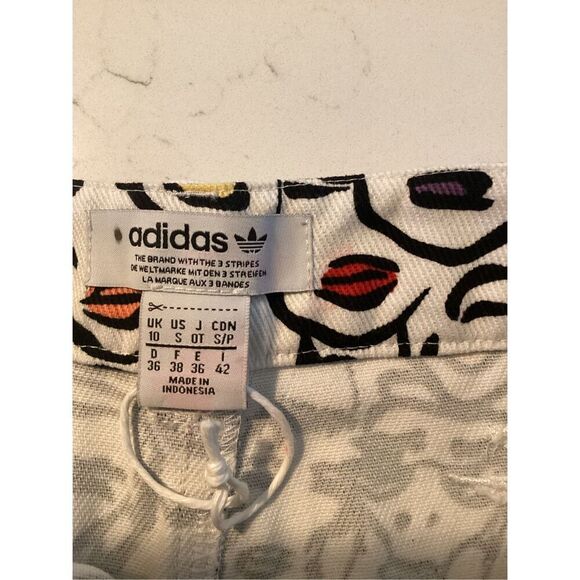 adidas
THE BRAND WITH THE 3 STRIPES
DIE WELTMARKE MIT DEN 3 STREIFEN
LA MARQUE AUX 3 BANDES
UK US J CDN
10 S OT S/P
D F E I
36 38 36 42
MADE IN
INDONESIA